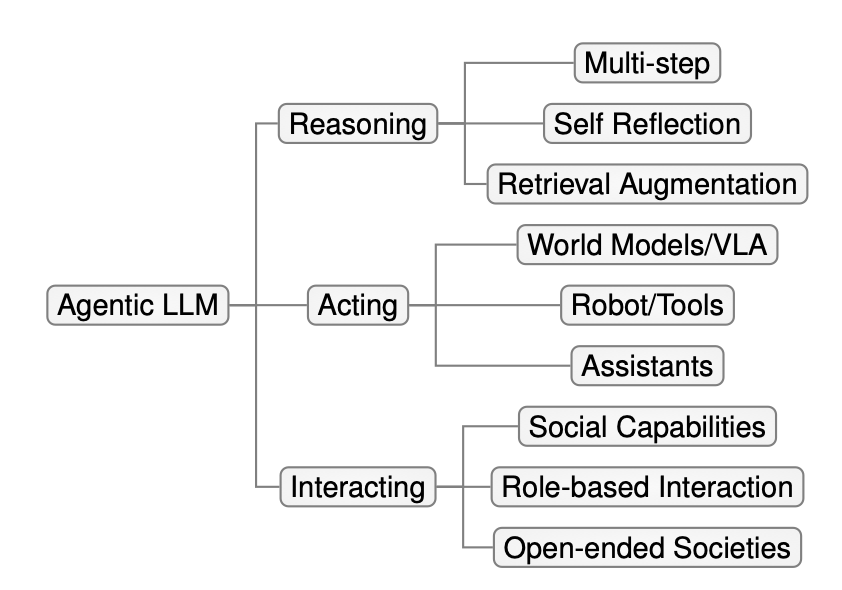 Agentic LLM
Reasoning
Multi-step
Self Reflection
Retrieval Augmentation
Acting
World Models/VLA
Robot/Tools
Assistants
Interacting
Social Capabilities
Role-based Interaction
Open-ended Societies